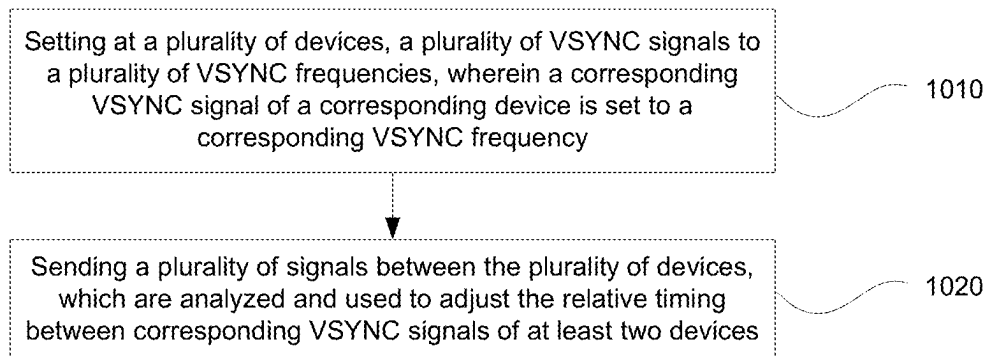 Setting at a plurality of devices, a plurality of VSYNC signals to
a plurality of VSYNC frequencies, wherein a corresponding
VSYNC signal of a corresponding device is set to a
corresponding VSYNC frequency
1010
Sending a plurality of signals between the plurality of devices,
which are analyzed and used to adjust the relative timing
between corresponding VSYNC signals of at least two devices
1020